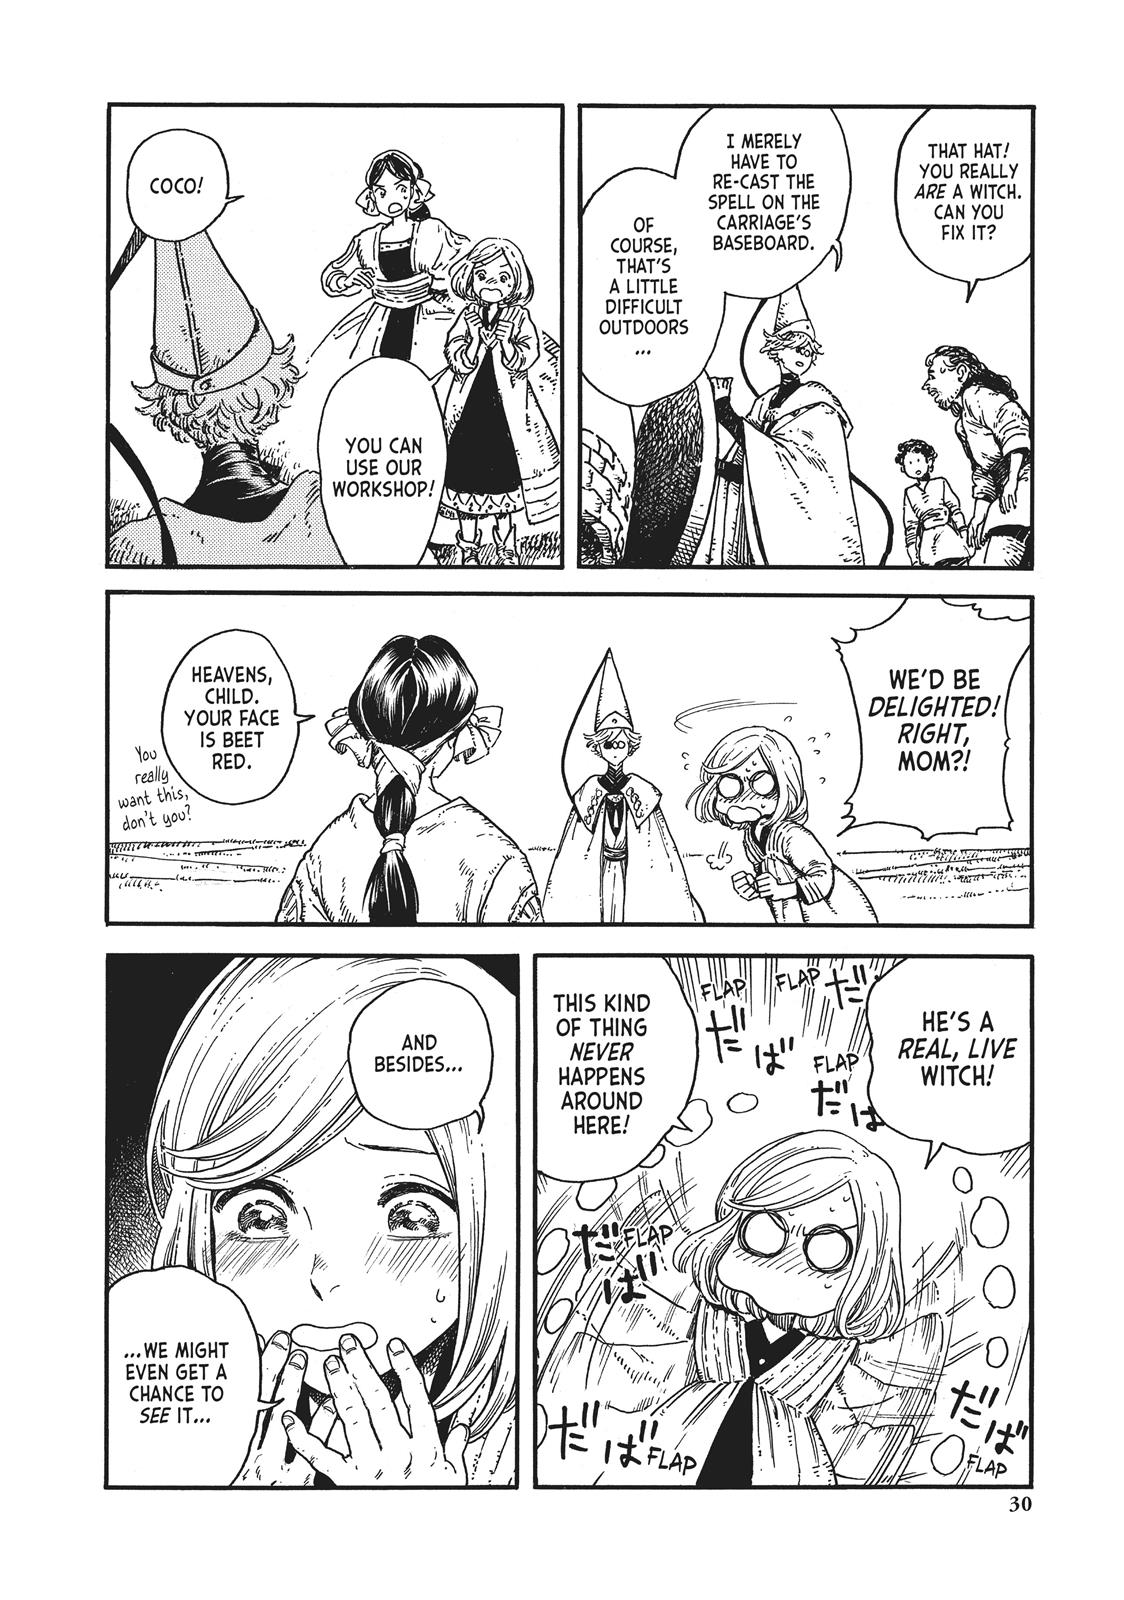 THAT HAT!
YOU REALLY
ARE A WITCH.
CAN YOU
FIX IT?
I MERELY
HAVE TO
RE-CAST THE
SPELL ON THE
CARRIAGE'S
BASEBOARD.
OF
COURSE,
THAT'S
A LITTLE
DIFFICULT
OUTDOORS
...
YOU CAN
USE OUR
WORKSHOP!
COCO!
WE'D BE
DELIGHTED!
RIGHT,
MOM?!
HEAVENS,
CHILD.
YOUR FACE
IS BEET
RED.
You
really
want this,
don't you?
HE'S A
REAL, LIVE
WITCH!
THIS KIND
OF THING
NEVER
HAPPENS
AROUND
HERE!
FLAP
FLAP
だ
だ
ば
FLAP
だ
ば
だ
FLAP
ば
だ
ば
FLAP
だ
ば
FLAP
AND
BESIDES...
...WE MIGHT
EVEN GET A
CHANCE TO
SEE IT...
30